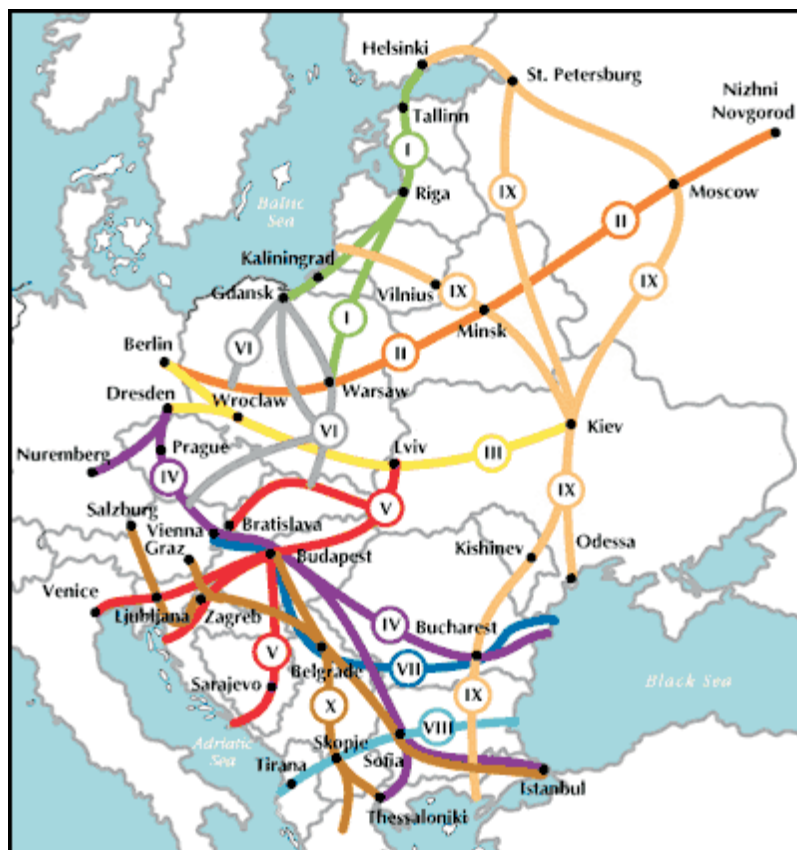 Helsinki
St. Petersburg
Nizhni
Novgorod
Tallinn
I
Riga
IX
Moscow
II
Baltic
Sea
Kaliningrad
Gdansk
Vilnius
IX
IX
Minsk
I
VI
II
Berlin
Warsaw
Dresden
Wroclaw
VI
Kiev
Lviv
III
Nuremberg
Prague
IV
IX
Salzburg
V
Vienna
Bratislava
Graz
Budapest
Kishinev
Odessa
Venice
Ljubljana
Zagreb
IV
Bucharest
V
Belgrade
VII
Sarajevo
IX
Black Sea
X
VIII
Adriatic
Sea
Skopje
Tirana
Sofia
Istanbul
Thessaloniki